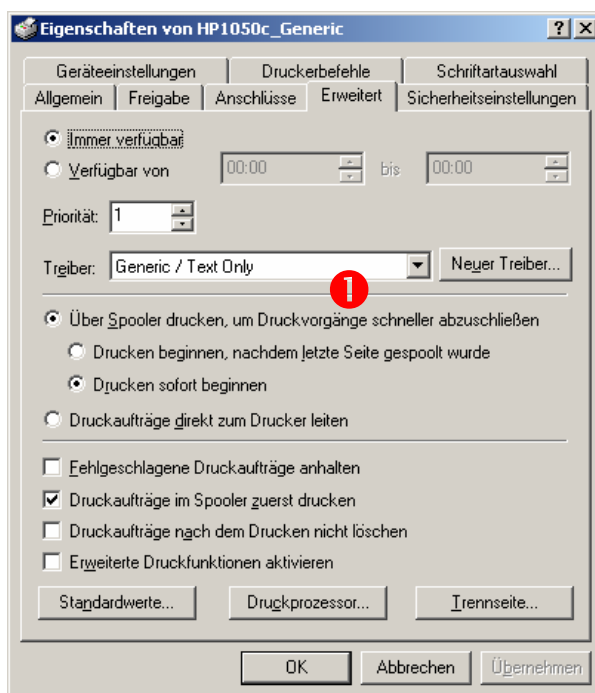 Eigenschaften von HP1050c_Generic
Geräteeinstellungen Druckerbefehle Schriftartauswahl
Allgemein Freigabe Anschlüsse Erweitert Sicherheitseinstellungen
Immer verfügbar
Verfügbar von 00:00 bis 00:00
Priorität: 1
Treiber: Generic / Text Only Neuer Treiber...
1
Über Spooler drucken, um Druckvorgänge schneller abzuschließen
Drucken beginnen, nachdem letzte Seite gespoolt wurde
Drucken sofort beginnen
Druckaufträge direkt zum Drucker leiten
Fehlgeschlagene Druckaufträge anhalten
Druckaufträge im Spooler zuerst drucken
Druckaufträge nach dem Drucken nicht löschen
Erweiterte Druckfunktionen aktivieren
Standardwerte... Druckprozessor... Trennseite...
OK Abbrechen Übernehmen